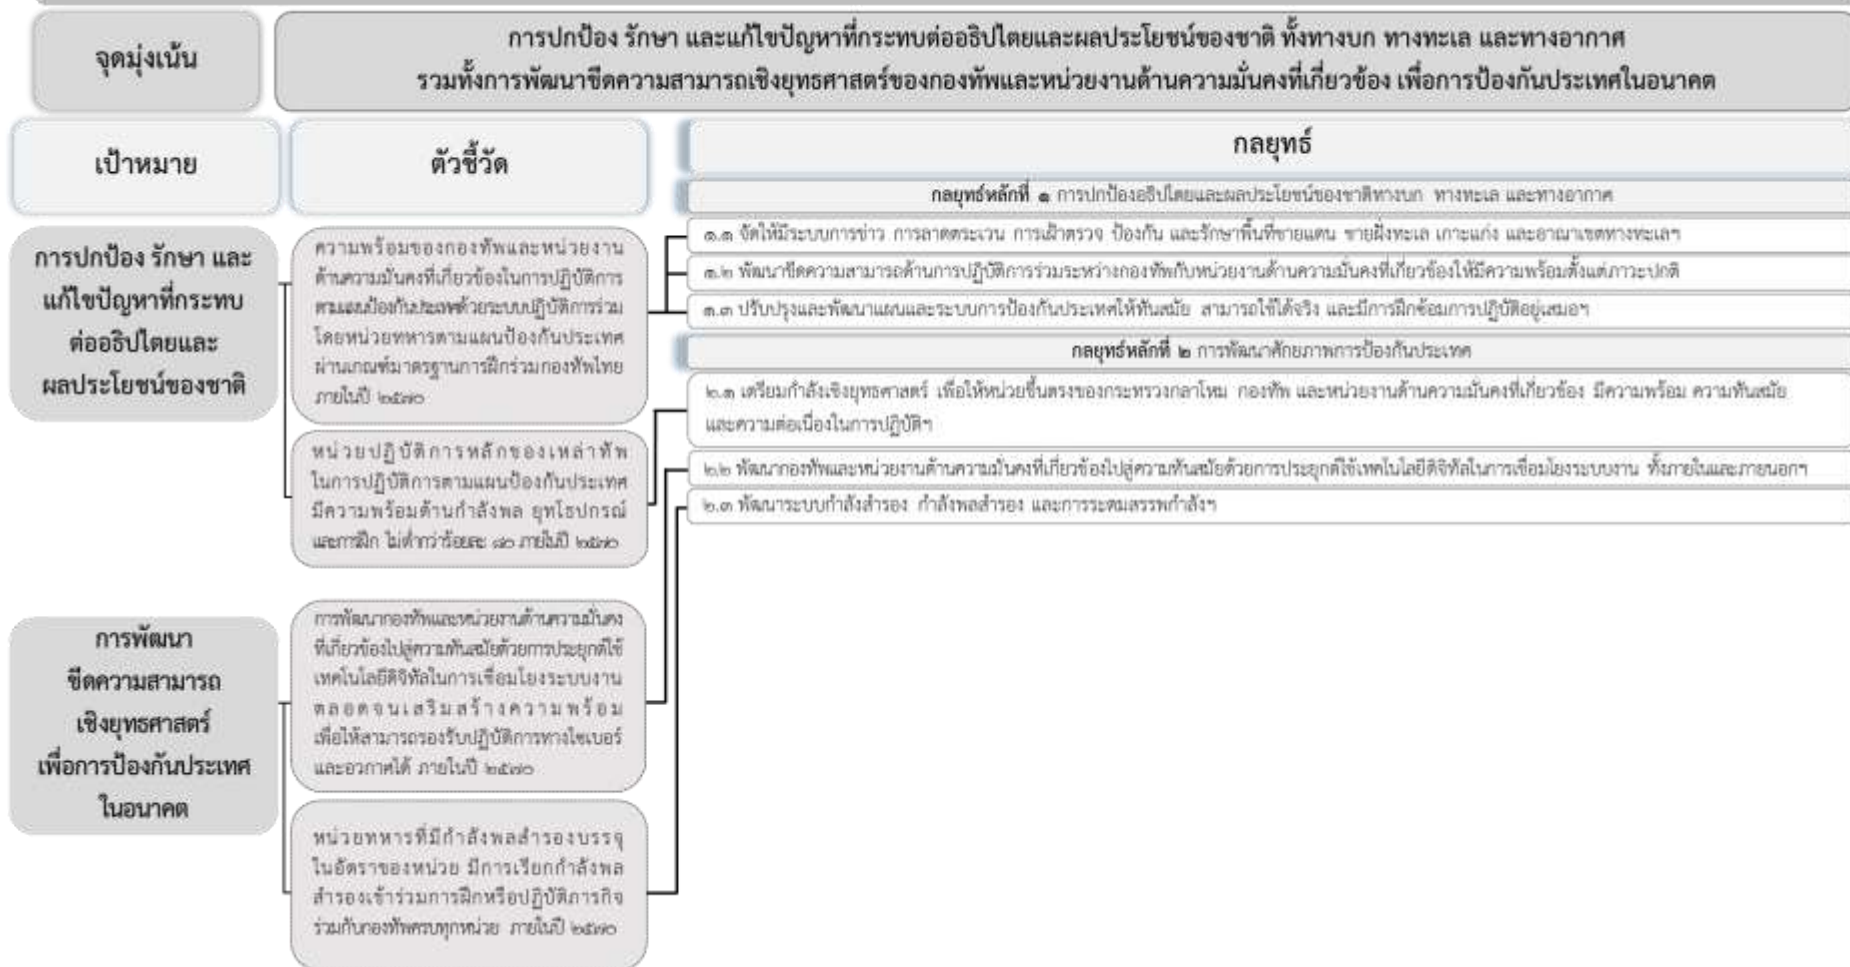 จุดมุ่งเน้น
การปกป้อง รักษา และแก้ไขปัญหาที่กระทบต่ออธิปไตยและผลประโยชน์ของชาติ ทั้งทางบก ทางทะเล และทางอากาศ
รวมทั้งการพัฒนาขีดความสามารถเชิงยุทธศาสตร์ของกองทัพและหน่วยงานด้านความมั่นคงที่เกี่ยวข้อง เพื่อการป้องกันประเทศในอนาคต
เป้าหมาย
ตัวชี้วัด
กลยุทธ์
การปกป้อง รักษา และ
แก้ไขปัญหาที่กระทบ
ต่ออธิปไตยและ
ผลประโยชน์ของชาติ
ความพร้อมของกองทัพและหน่วยงาน
ด้านความมั่นคงที่เกี่ยวข้องในการปฏิบัติการ
ตามแผนป้องกันประเทศด้วยระบบปฏิบัติการร่วม
โดยหน่วยทหารตามแผนป้องกันประเทศ
ผ่านเกณฑ์มาตรฐานการฝึกร่วมกองทัพไทย
ภายในปี ๒๕๗๐
หน่วยปฏิบัติการหลักของเหล่าทัพ
ในการปฏิบัติการตามแผนป้องกันประเทศ
มีความพร้อมด้านกำลังพล ยุทโธปกรณ์
และการฝึก ไม่ต่ำกว่าร้อยละ ๘๐ ภายในปี ๒๕๗๐
กลยุทธ์หลักที่ ๑ การปกป้องอธิปไตยและผลประโยชน์ของชาติทางบก ทางทะเล และทางอากาศ
๑.๑ จัดให้มีระบบการข่าว การลาดตระเวน การเฝ้าตรวจ ป้องกัน และรักษาพื้นที่ชายแดน ชายฝั่งทะเล เกาะแก่ง และอาณาเขตทางทะเลฯ
๑.๒ พัฒนาขีดความสามารถด้านการปฏิบัติการร่วมระหว่างกองทัพกับหน่วยงานด้านความมั่นคงที่เกี่ยวข้องให้มีความพร้อมตั้งแต่ภาวะปกติ
๑.๓ ปรับปรุงและพัฒนาแผนและระบบการป้องกันประเทศให้ทันสมัย สามารถใช้ได้จริง และมีการฝึกซ้อมการปฏิบัติอยู่เสมอฯ
กลยุทธ์หลักที่ ๒ การพัฒนาศักยภาพการป้องกันประเทศ
๒.๑ เตรียมกำลังเชิงยุทธศาสตร์ เพื่อให้หน่วยขึ้นตรงของกระทรวงกลาโหม กองทัพ และหน่วยงานด้านความมั่นคงที่เกี่ยวข้อง มีความพร้อม ความทันสมัย
และความต่อเนื่องในการปฏิบัติฯ
๒.๒ พัฒนากองทัพและหน่วยงานด้านความมั่นคงที่เกี่ยวข้องไปสู่ความทันสมัยด้วยการประยุกต์ใช้เทคโนโลยีดิจิทัลในการเชื่อมโยงระบบงาน ทั้งภายในและภายนอกฯ
๒.๓ พัฒนาระบบกำลังสำรอง กำลังพลสำรอง และการระดมสรรพกำลังฯ
การพัฒนา
ขีดความสามารถ
เชิงยุทธศาสตร์
เพื่อการป้องกันประเทศ
ในอนาคต
การพัฒนากองทัพและหน่วยงานด้านความมั่นคง
ที่เกี่ยวข้องไปสู่ความทันสมัยด้วยการประยุกต์ใช้
เทคโนโลยีดิจิทัลในการเชื่อมโยงระบบงาน
ตลอดจนเสริมสร้างความพร้อม
เพื่อให้สามารถรองรับปฏิบัติการทางไซเบอร์
และอวกาศได้ ภายในปี ๒๕๗๐
หน่วยทหารที่มีกำลังพลสำรองบรรจุ
ในอัตราของหน่วย มีการเรียกกำลังพล
สำรองเข้าร่วมการฝึกหรือปฏิบัติภารกิจ
ร่วมกับกองทัพครบทุกหน่วย ภายในปี ๒๕๗๐